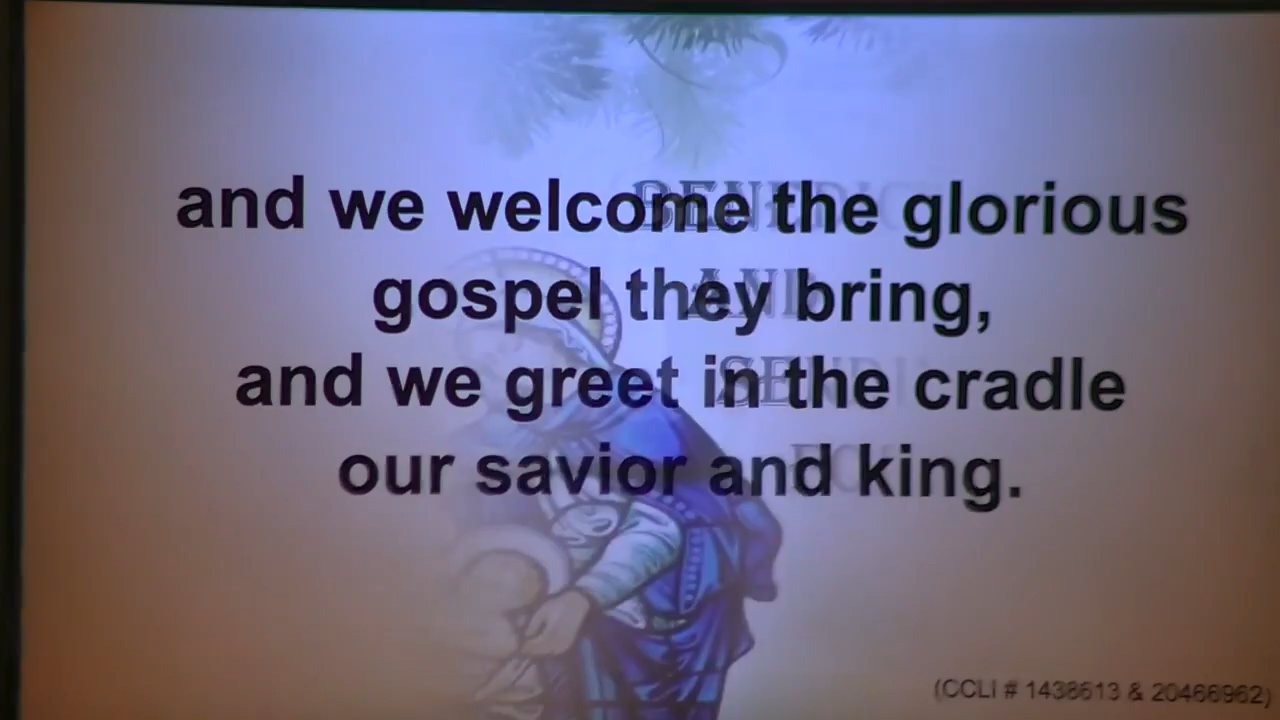 and we welcome the glorious
gospel they bring,
and we greet in the cradle
our savior and king.
AND
(CCLI # 1438613 & 20466962)